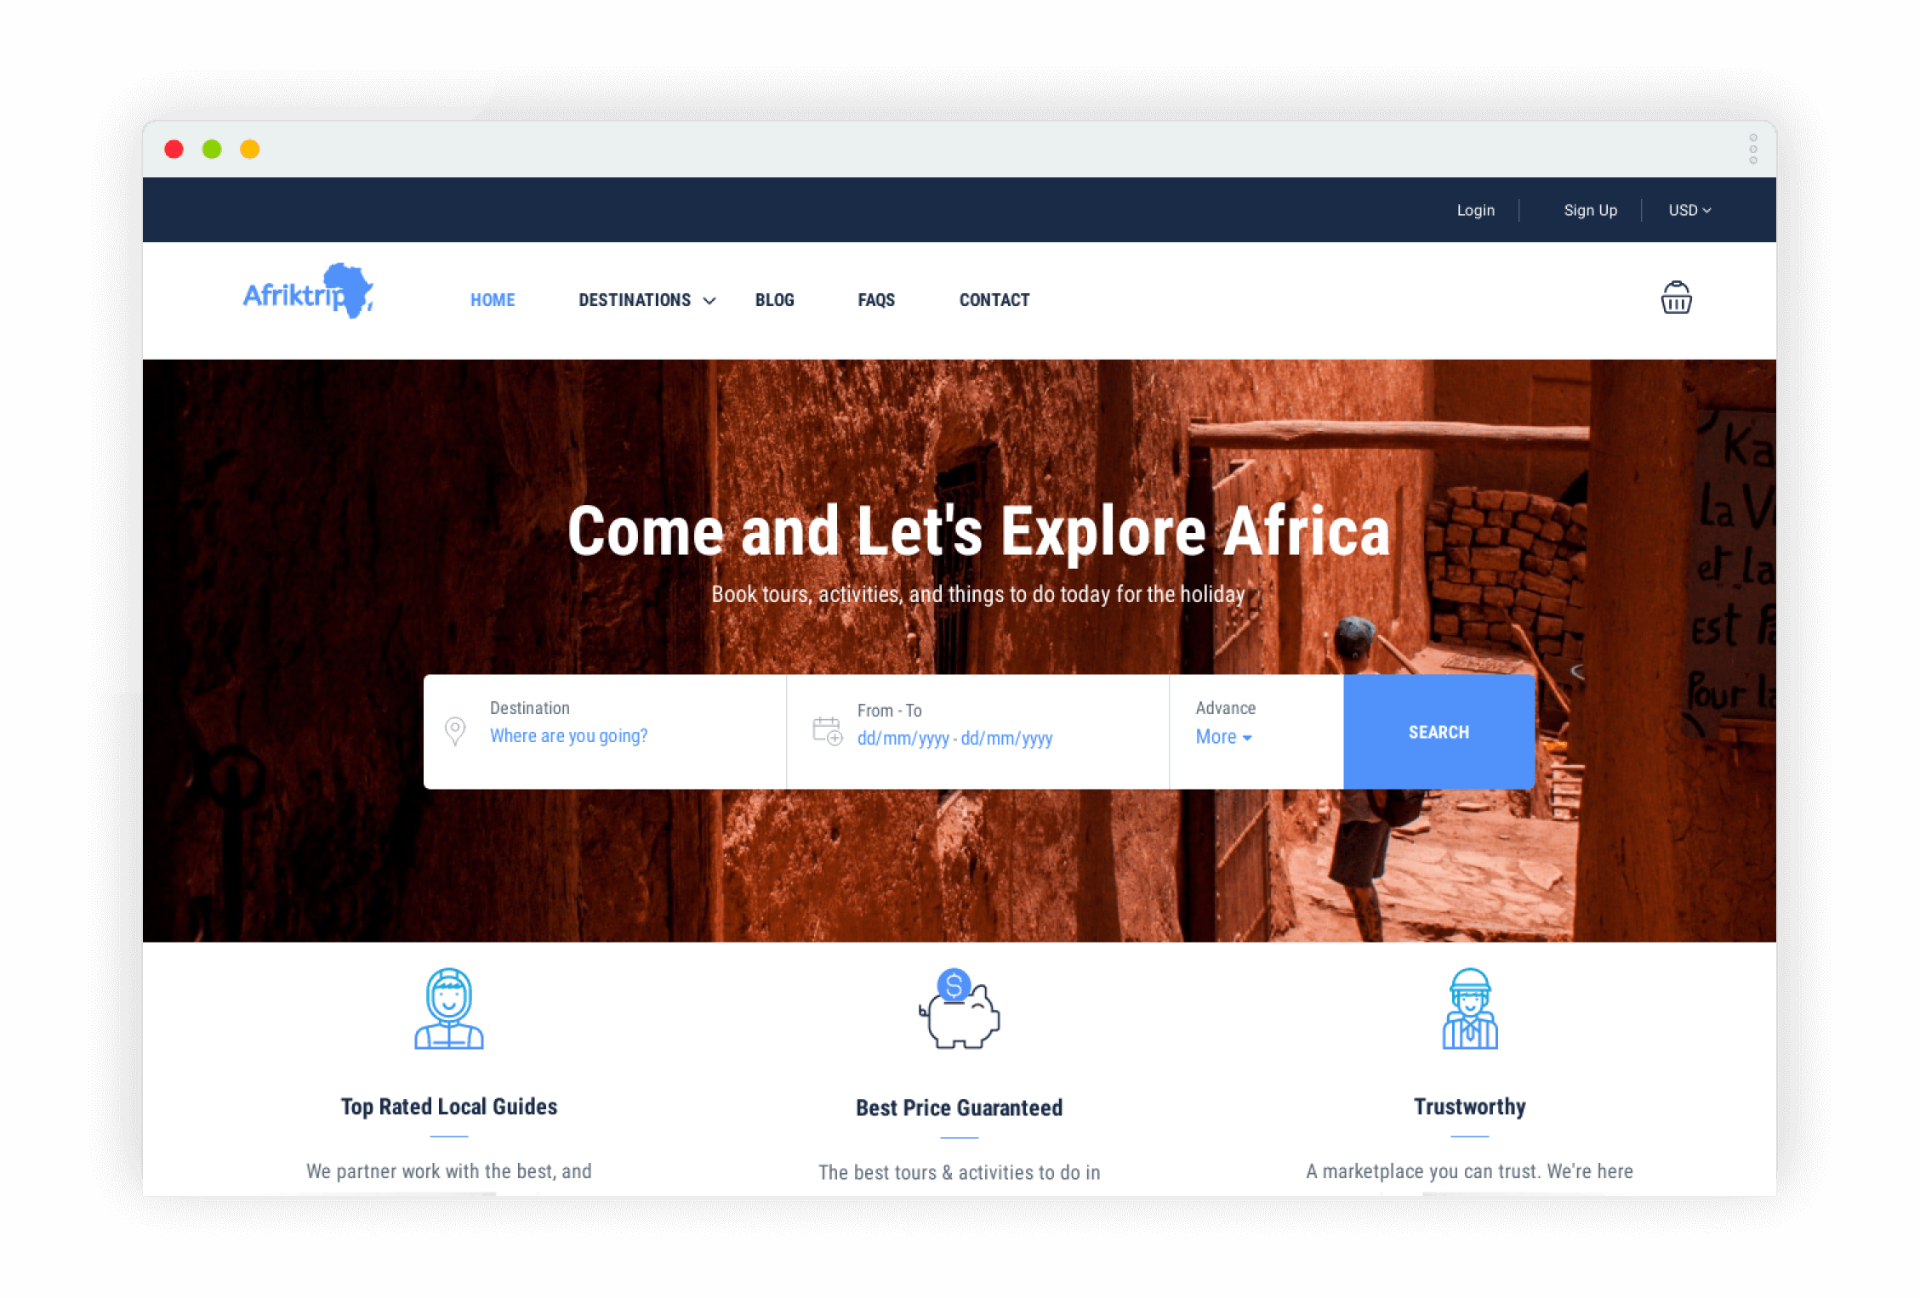 Login
Sign Up
USD
Afriktrip
HOME
DESTINATIONS
BLOG
FAQS
CONTACT
Come and Let's Explore Africa
Book tours, activities, and things to do today for the holiday
Destination
Where are you going?
From - To
dd/mm/yyyy - dd/mm/yyyy
Advance
More
SEARCH
Ka
la V
et la
est
Pour la
$
Top Rated Local Guides
Best Price Guaranteed
Trustworthy
We partner work with the best, and
The best tours & activities to do in
A marketplace you can trust. We're here